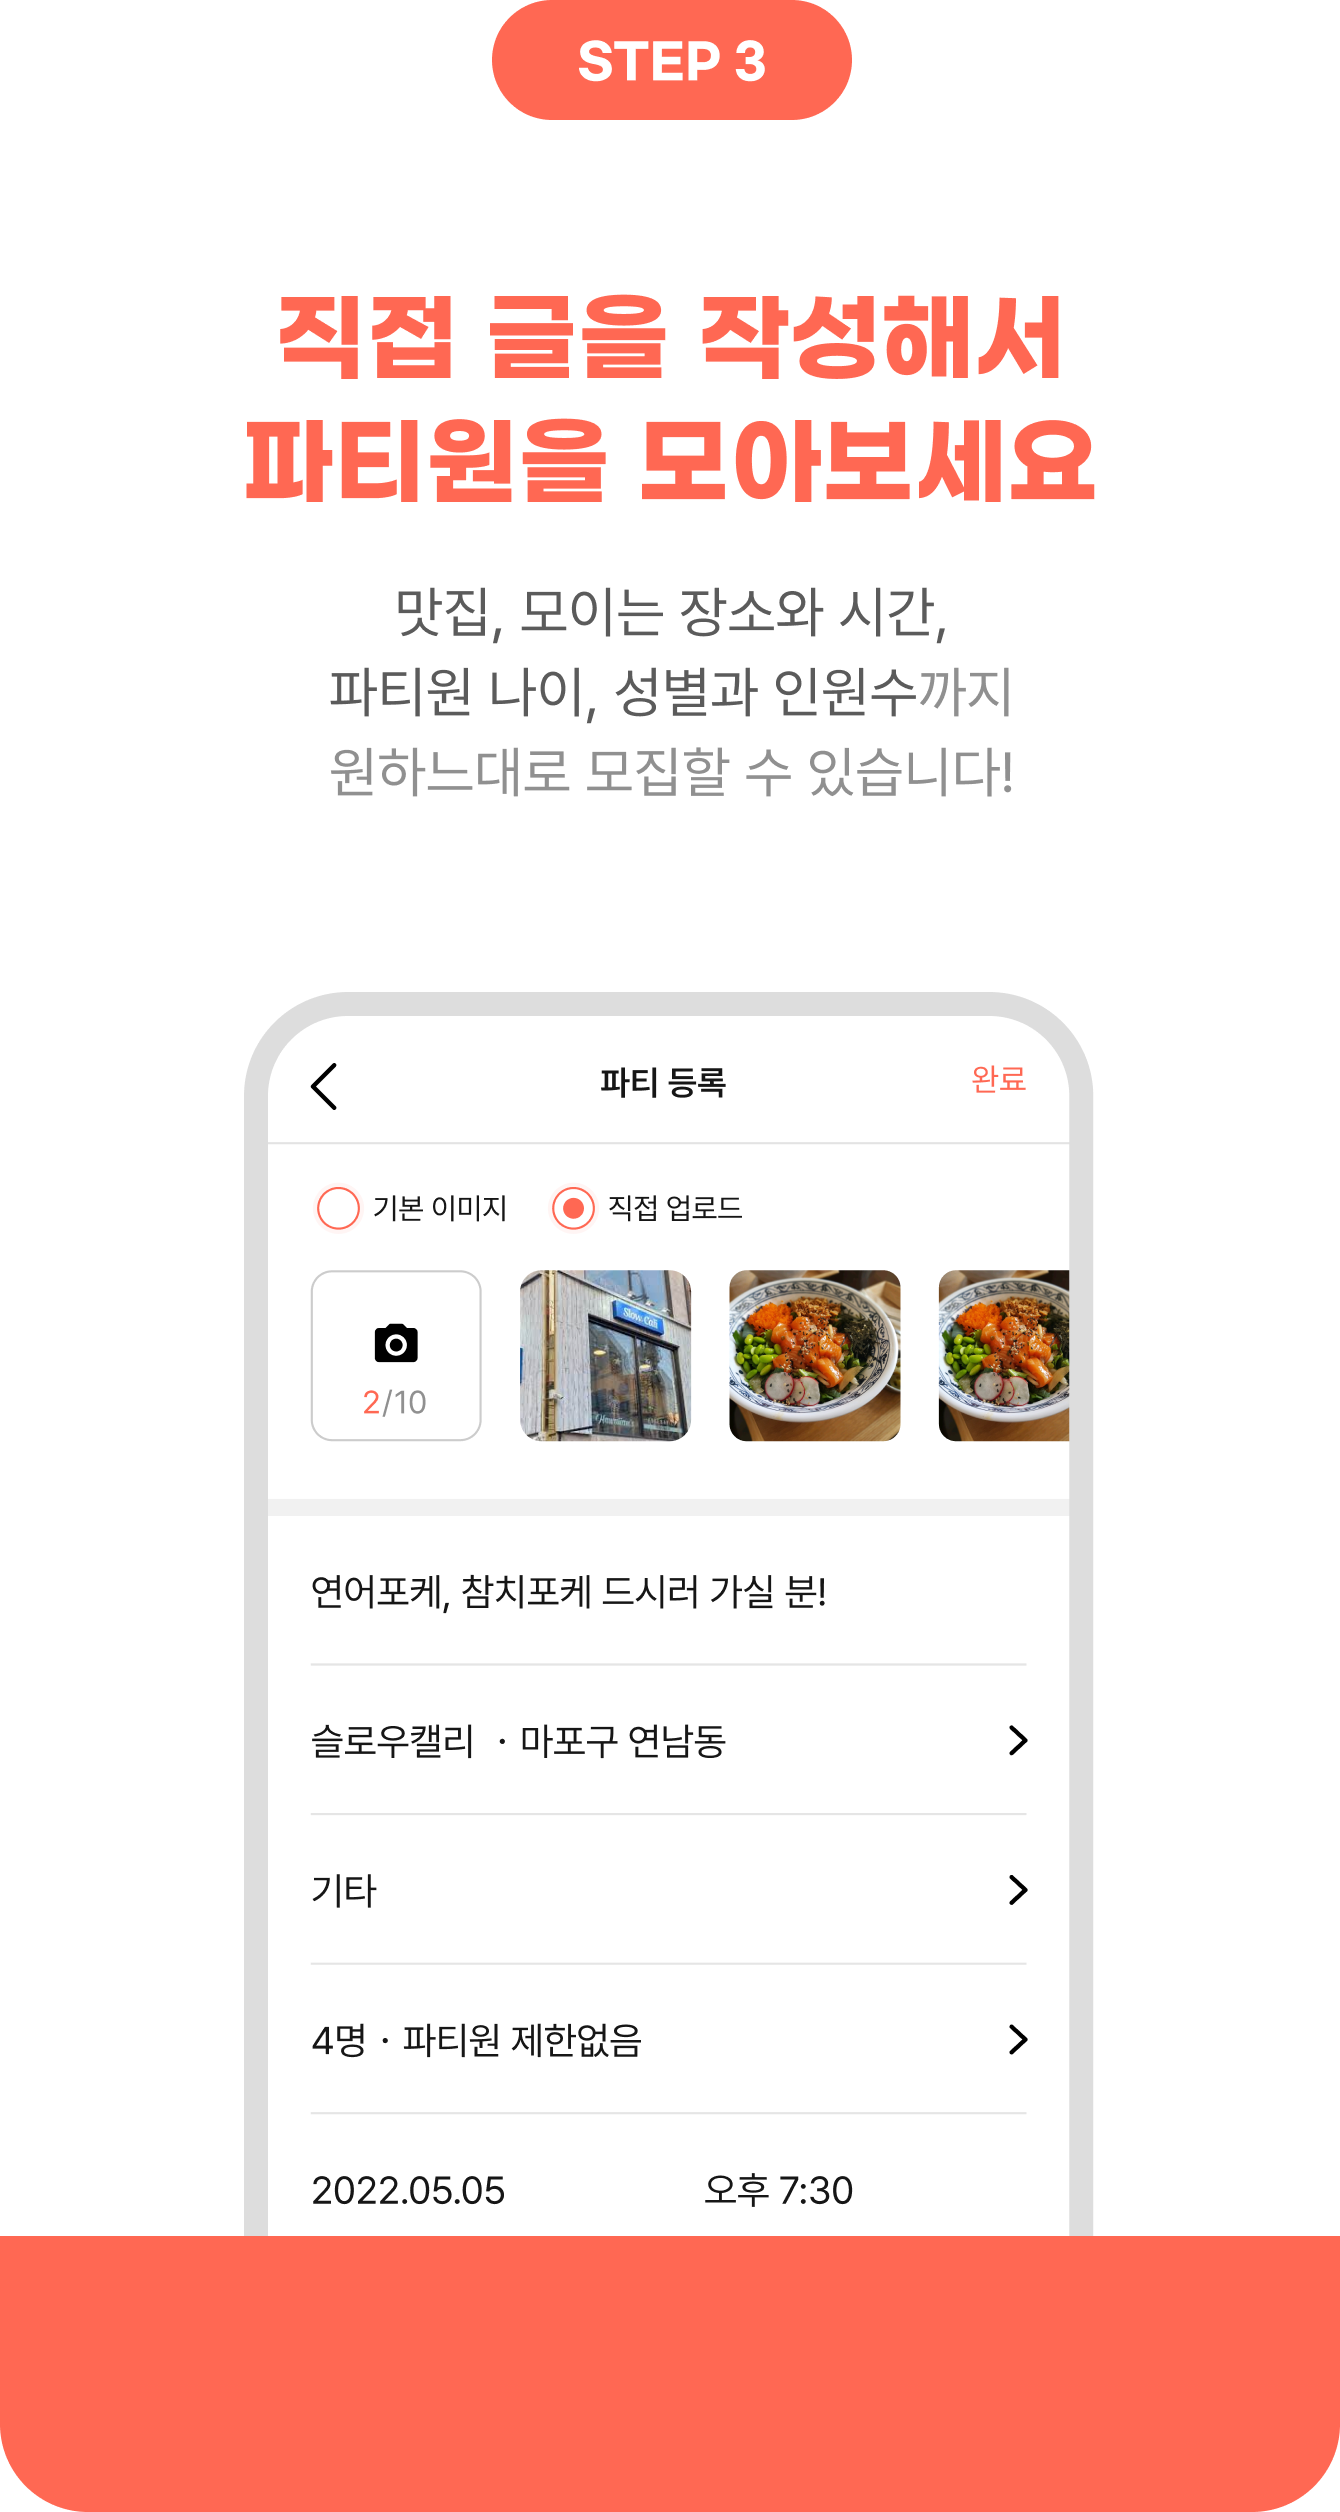 STEP 3
직접 글을 작성해서
파티원을 모아보세요
맛집, 모이는 장소와 시간,
파티원 나이, 성별과 인원수까지
원하느대로 모집할 수 있습니다!
파티 등록
완료
기본 이미지
직접 업로드
2/10
Slow Cali
Hawaiian
연어포케, 참치포케 드시러 가실 분!
슬로우캘리 · 마포구 연남동
기타
4명 · 파티원 제한없음
2022.05.05
오후 7:30